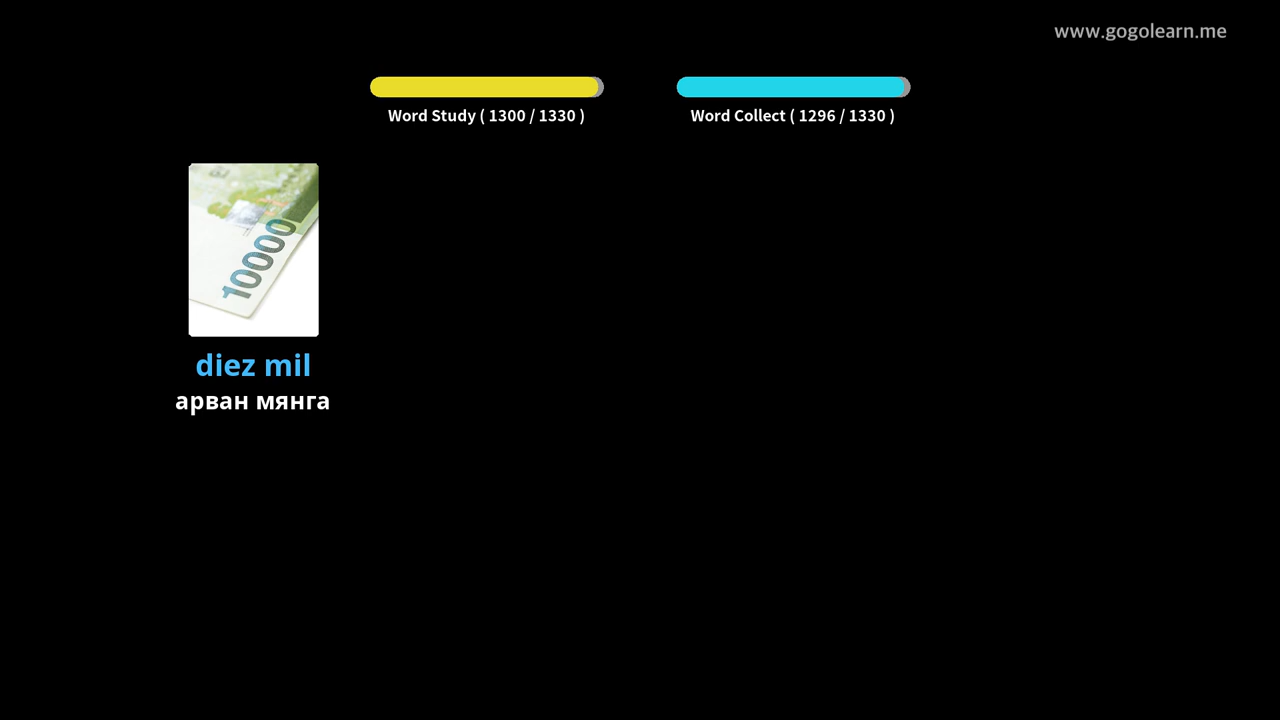 www.gogolearn.me
Word Study ( 1300 / 1330 )
Word Collect ( 1296 / 1330 )
10000
diez mil
арван мянга